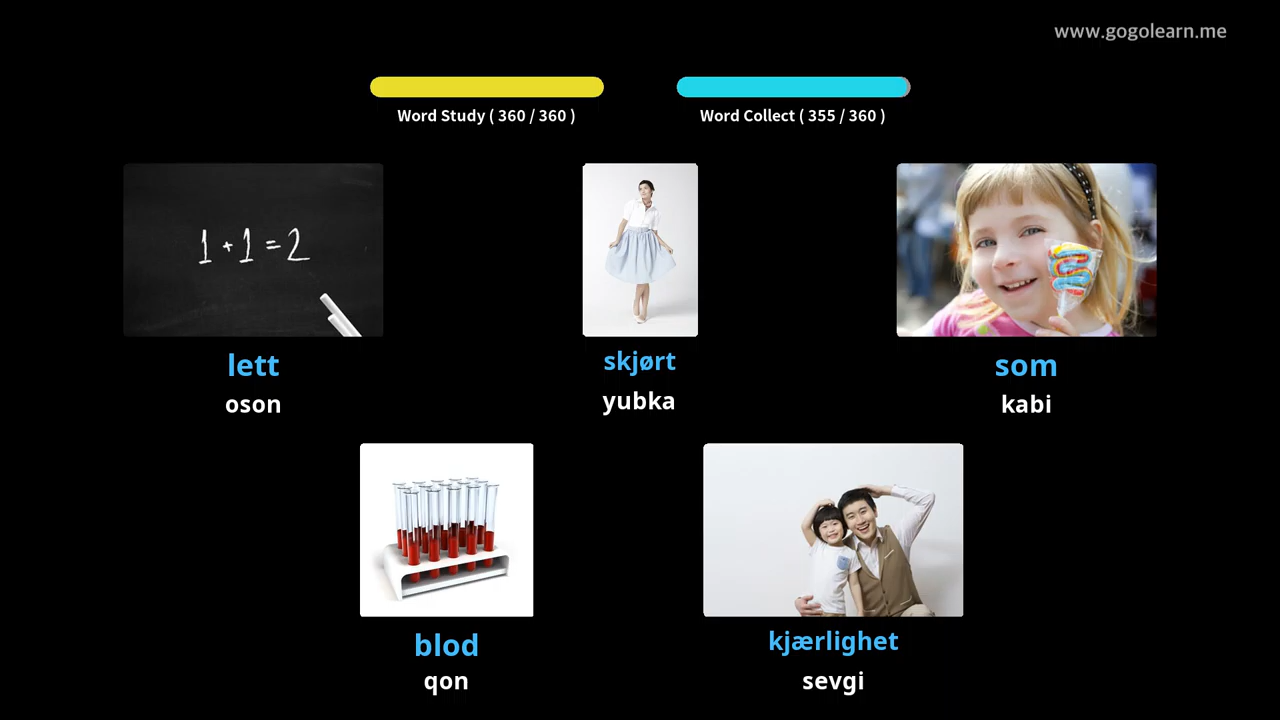 www.gogolearn.me
Word Study ( 360 / 360 )
Word Collect ( 355 / 360 )
1 + 1 = 2
lett
oson
skjørt
yubka
som
kabi
blod
qon
kjærlighet
sevgi